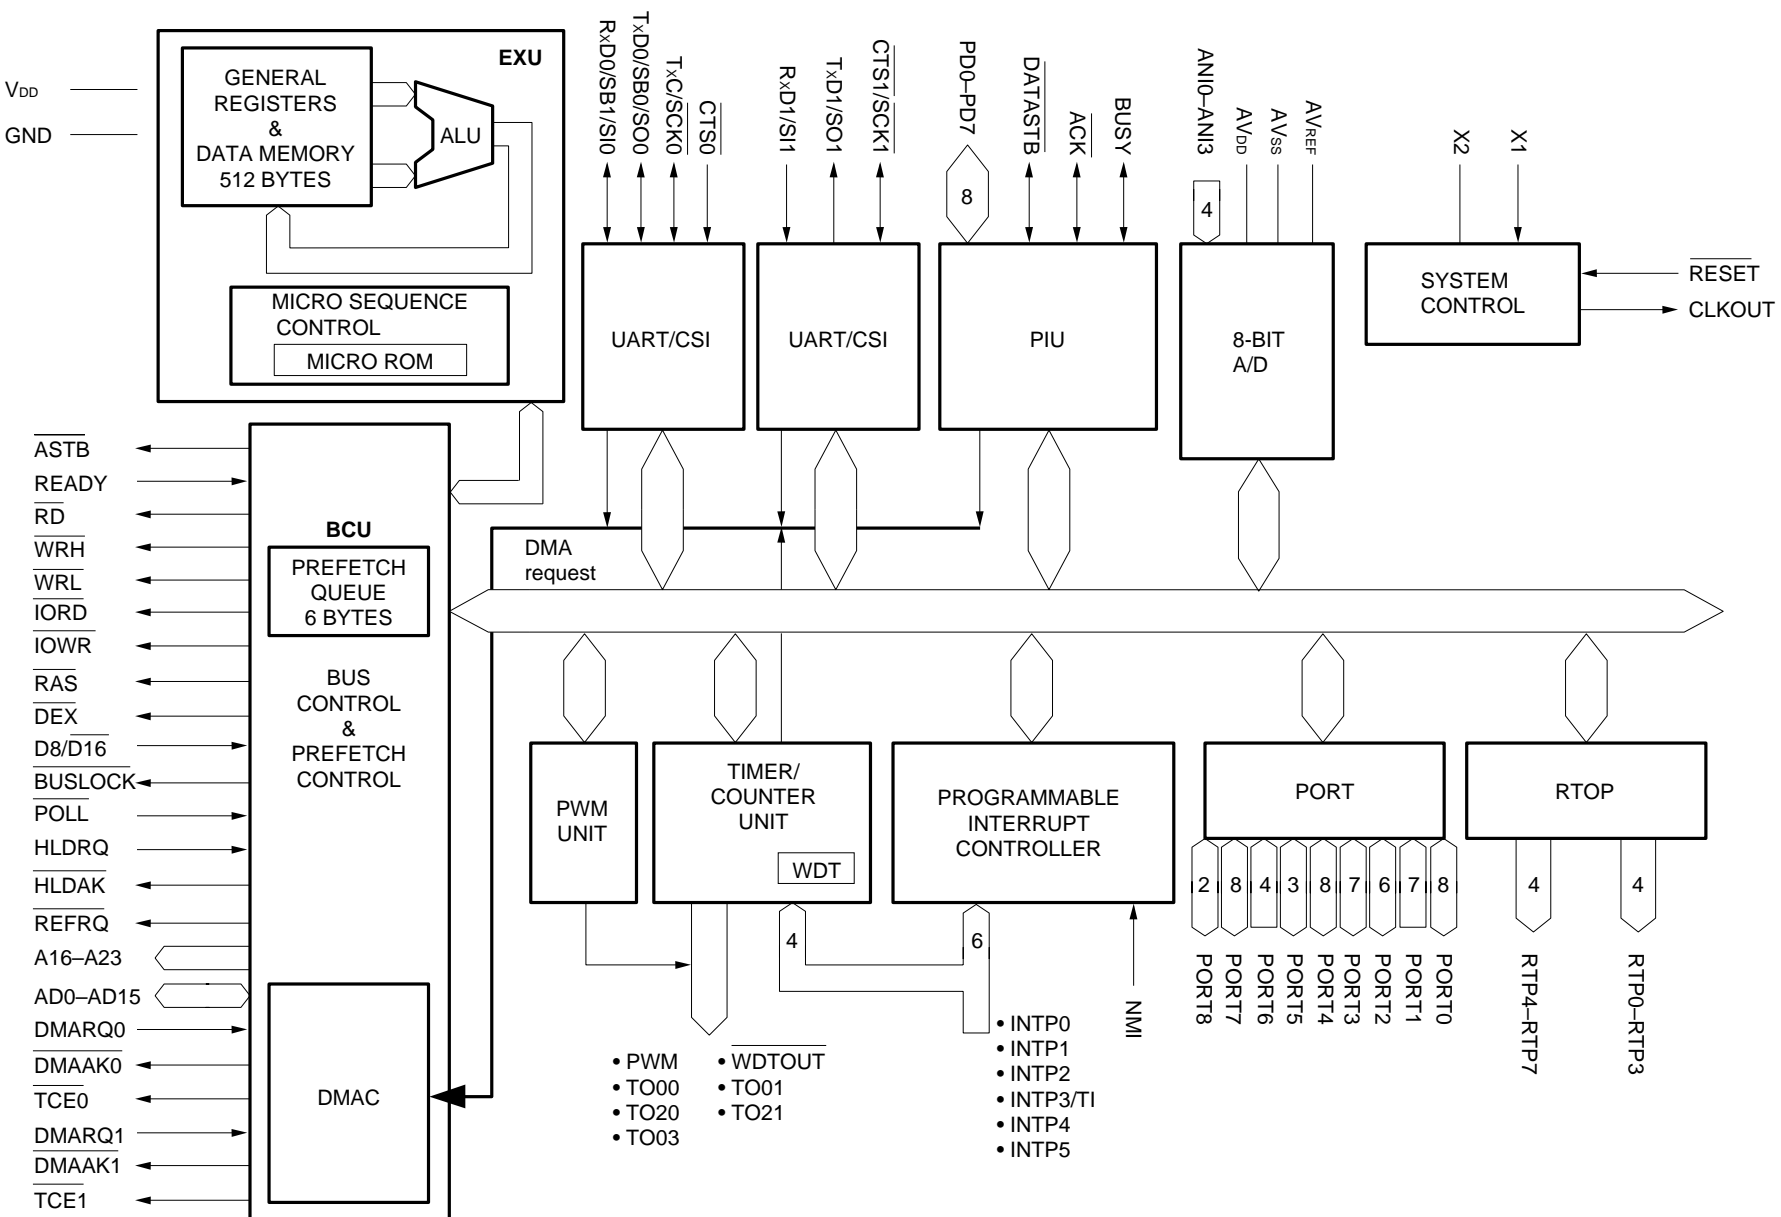 VDD
GND
EXU
GENERAL
REGISTERS
&
DATA MEMORY
512 BYTES
ALU
MICRO SEQUENCE
CONTROL
MICRO ROM
RxD0/SB1/SI0
TxD0/SB0/SO0
TxC/SCK0
CTS0
RxD1/SI1
TxD1/SO1
CTS1/SCK1
PD0–PD7
DATASTB
ACK
BUSY
ANI0–ANI3
AVDD
AVSS
AVREF
X2
X1
8
4
UART/CSI
UART/CSI
PIU
8-BIT
A/D
SYSTEM
CONTROL
RESET
CLKOUT
ASTB
READY
RD
WRH
WRL
IORD
IOWR
RAS
DEX
D8/D16
BUSLOCK
POLL
HLDRQ
HLDAK
REFRQ
A16–A23
AD0–AD15
DMARQ0
DMAAK0
TCE0
DMARQ1
DMAAK1
TCE1
BCU
PREFETCH
QUEUE
6 BYTES
BUS
CONTROL
&
PREFETCH
CONTROL
DMAC
DMA
request
PWM
UNIT
TIMER/
COUNTER
UNIT
WDT
PROGRAMMABLE
INTERRUPT
CONTROLLER
PORT
RTOP
4
6
2
8
4
3
8
7
6
7
8
4
4
NMI
PORT8
PORT7
PORT6
PORT5
PORT4
PORT3
PORT2
PORT1
PORT0
RTP4–RTP7
RTP0–RTP3
• PWM
• TO00
• TO20
• TO03
• WDTOUT
• TO01
• TO21
• INTP0
• INTP1
• INTP2
• INTP3/TI
• INTP4
• INTP5